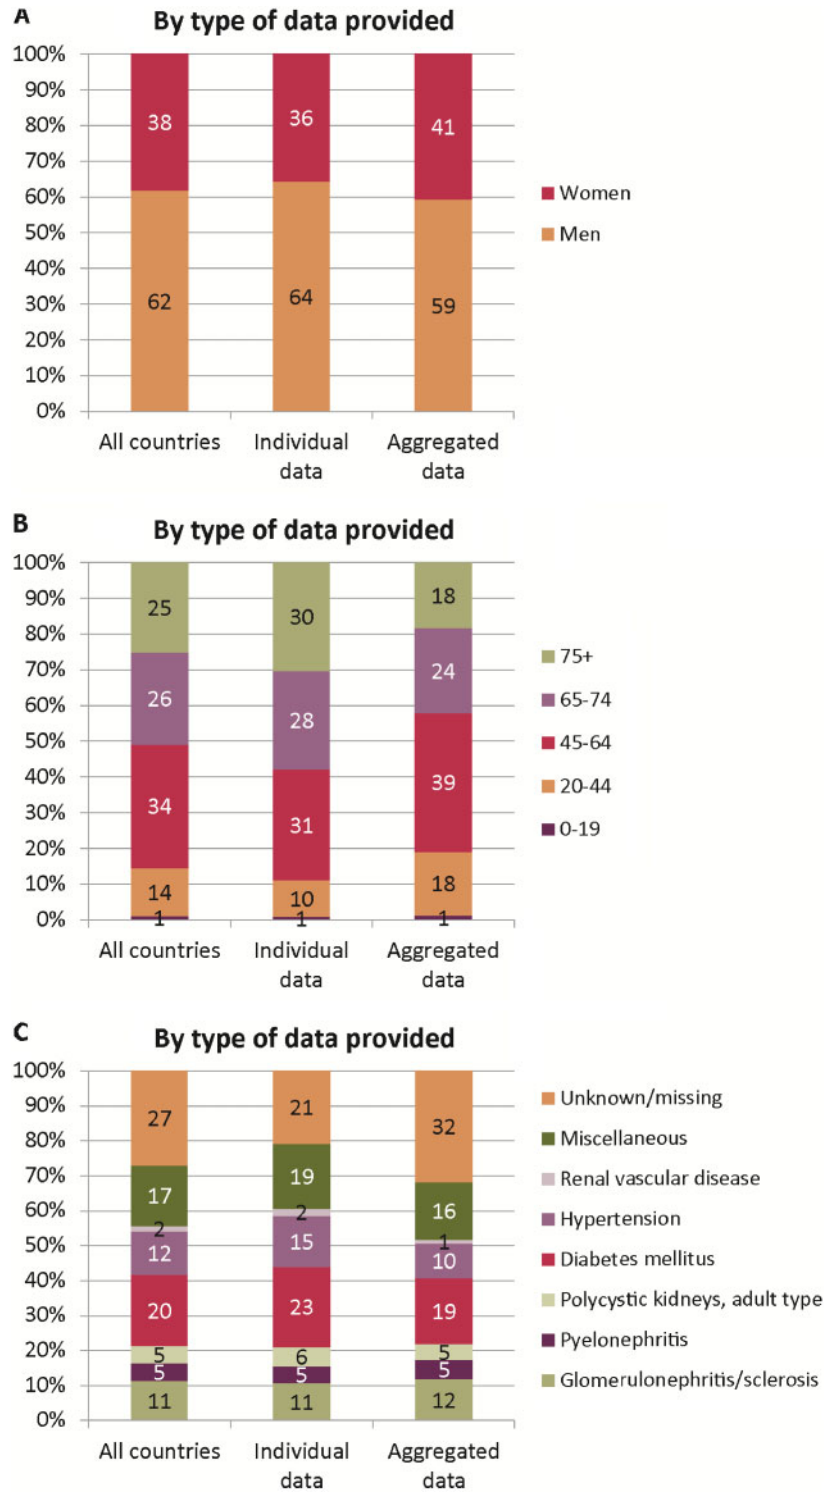 A
By type of data provided
100%
90%
80%
70%
60%
50%
40%
30%
20%
10%
0%
38
36
41
62
64
59
All countries
Individual
data
Aggregated
data
Women
Men
B
By type of data provided
100%
90%
80%
70%
60%
50%
40%
30%
20%
10%
0%
25
30
18
26
28
24
34
31
39
14
10
18
1
1
1
All countries
Individual
data
Aggregated
data
75+
65-74
45-64
20-44
0-19
C
By type of data provided
100%
90%
80%
70%
60%
50%
40%
30%
20%
10%
0%
27
21
32
17
19
16
2
2
1
12
15
10
20
23
19
5
6
5
5
5
5
11
11
12
All countries
Individual
data
Aggregated
data
Unknown/missing
Miscellaneous
Renal vascular disease
Hypertension
Diabetes mellitus
Polycystic kidneys, adult type
Pyelonephritis
Glomerulonephritis/sclerosis